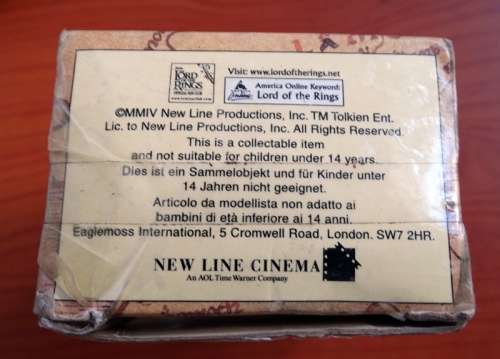 THE LORD OF THE RINGS
Visit: www.lordoftherings.net
America Online Keyword:
Lord of the Rings
©MMIV New Line Productions, Inc. TM Tolkien Ent.
Lic. to New Line Productions, Inc. All Rights Reserved.
This is a collectable item
and not suitable for children under 14 years.
Dies ist ein Sammelobjekt und für Kinder unter
14 Jahren nicht geeignet.
Articolo da modellista non adatto ai
bambini di età inferiore ai 14 anni.
Eaglemoss International, 5 Cromwell Road, London. SW7 2HR.
NEW LINE CINEMA
An AOL Time Warner Company